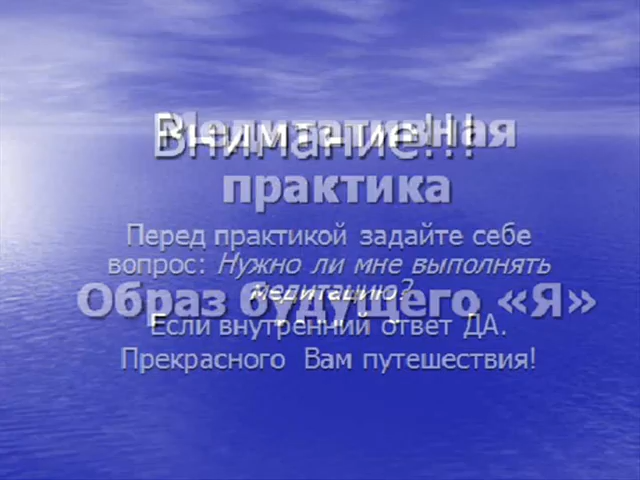 Внимание!!!
Медитативная
практика
Перед практикой задайте себе
вопрос: Нужно ли мне выполнять
медитацию?
Образ будущего «Я»
Если внутренний ответ ДА.
Прекрасного Вам путешествия!